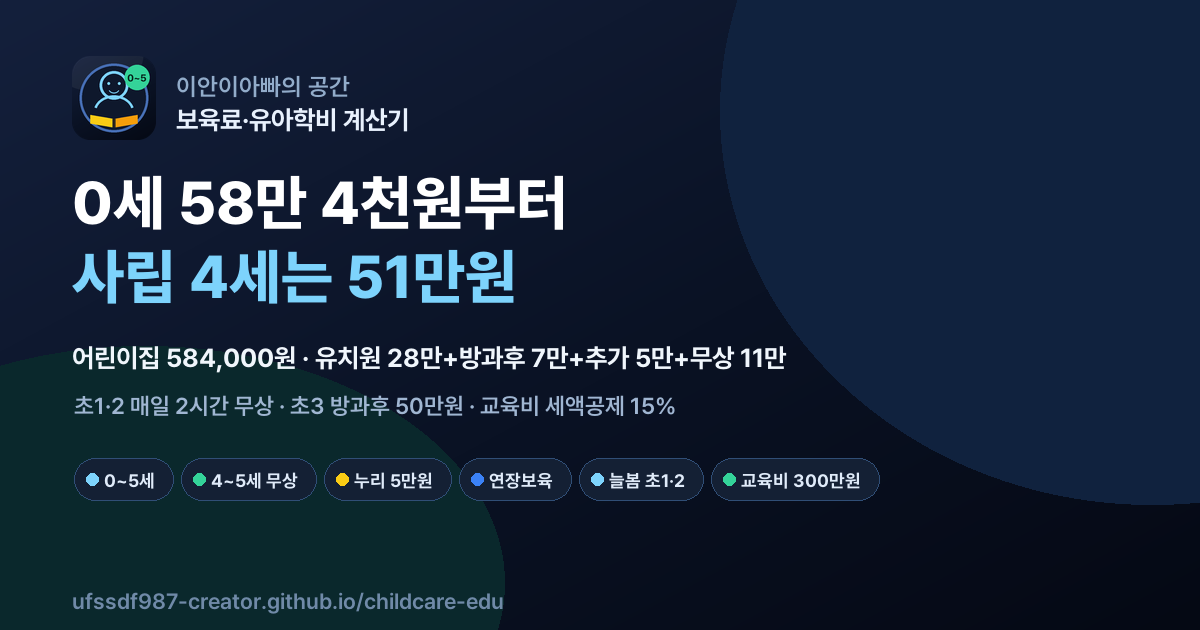 0~5
이안이아빠의 공간
보육료·유아학비 계산기
0세 58만 4천원부터
사립 4세는 51만원
어린이집 584,000원 · 유치원 28만+방과후 7만+추가 5만+무상 11만
초1·2 매일 2시간 무상 · 초3 방과후 50만원 · 교육비 세액공제 15%
0~5세 4~5세 무상 누리 5만원 연장보육 늘봄 초1·2 교육비 300만원
ufssdf987-creator.github.io/childcare-edu